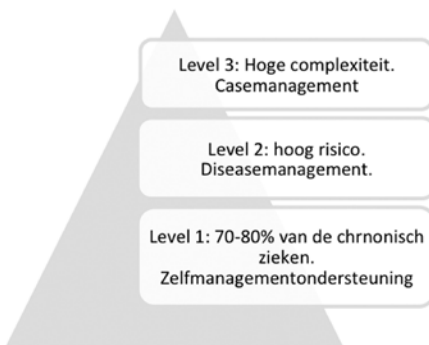 Level 3: Hoge complexiteit.
Casemanagement
Level 2: hoog risico.
Diseasemanagement.
Level 1: 70-80% van de chrnonisch
zieken.
Zelfmanagementondersteuning